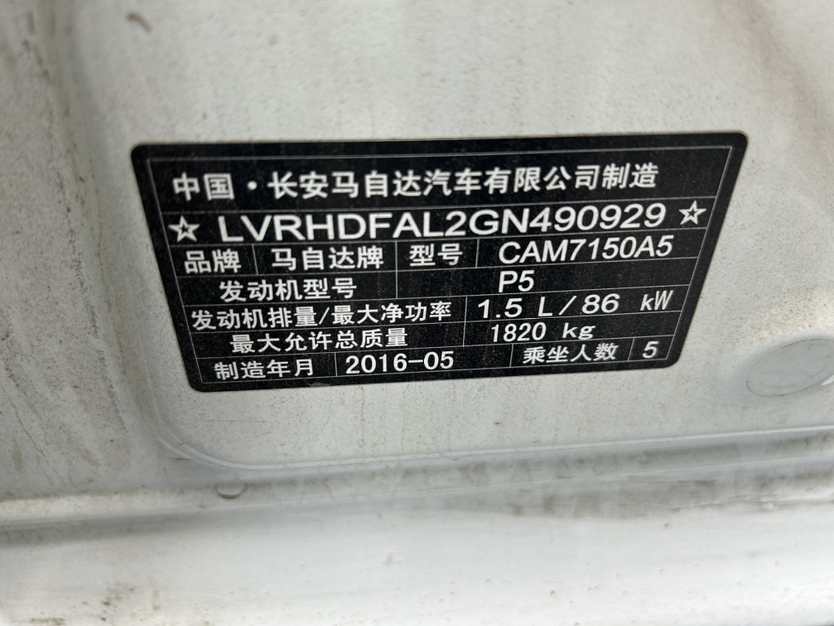 中国·长安马自达汽车有限公司制造
☆ LVRHDFAL2GN490929 ☆
品牌 马自达牌 型号 CAM7150A5
发动机型号 P5
发动机排量/最大净功率 1.5 L/86 kW
最大允许总质量 1820 kg
制造年月 2016-05 乘坐人数 5